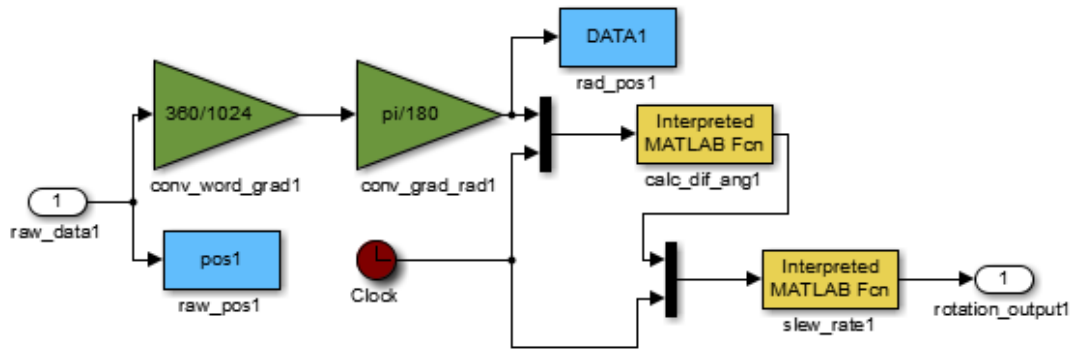 DATA1
rad_pos1
360/1024
conv_word_grad1
pi/180
conv_grad_rad1
Interpreted
MATLAB Fcn
calc_dif_ang1
1
raw_data1
pos1
raw_pos1
Clock
Interpreted
MATLAB Fcn
slew_rate1
1
rotation_output1